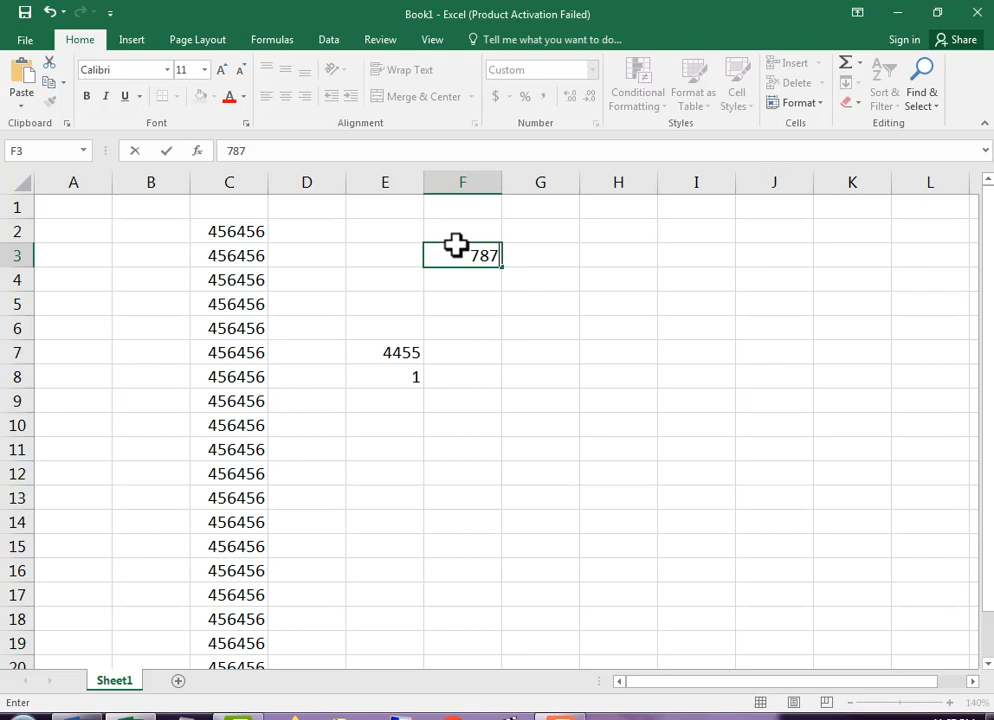 Book1 - Excel (Product Activation Failed)
File Home Insert Page Layout Formulas Data Review View Tell me what you want to do... Sign in Share
Paste
Calibri 11
B I U A
Wrap Text
Merge & Center
Custom
$ % ,
Conditional Formatting
Format as Table
Cell Styles
Insert
Delete
Format
Sort & Filter
Find & Select
Clipboard Font Alignment Number Styles Cells Editing
F3 fx 787
A B C D E F G H I J K L
1
2 456456
3 456456 787
4 456456
5 456456
6 456456
7 456456 4455
8 456456 1
9 456456
10 456456
11 456456
12 456456
13 456456
14 456456
15 456456
16 456456
17 456456
18 456456
19 456456
20 456456
Sheet1
Enter 140%